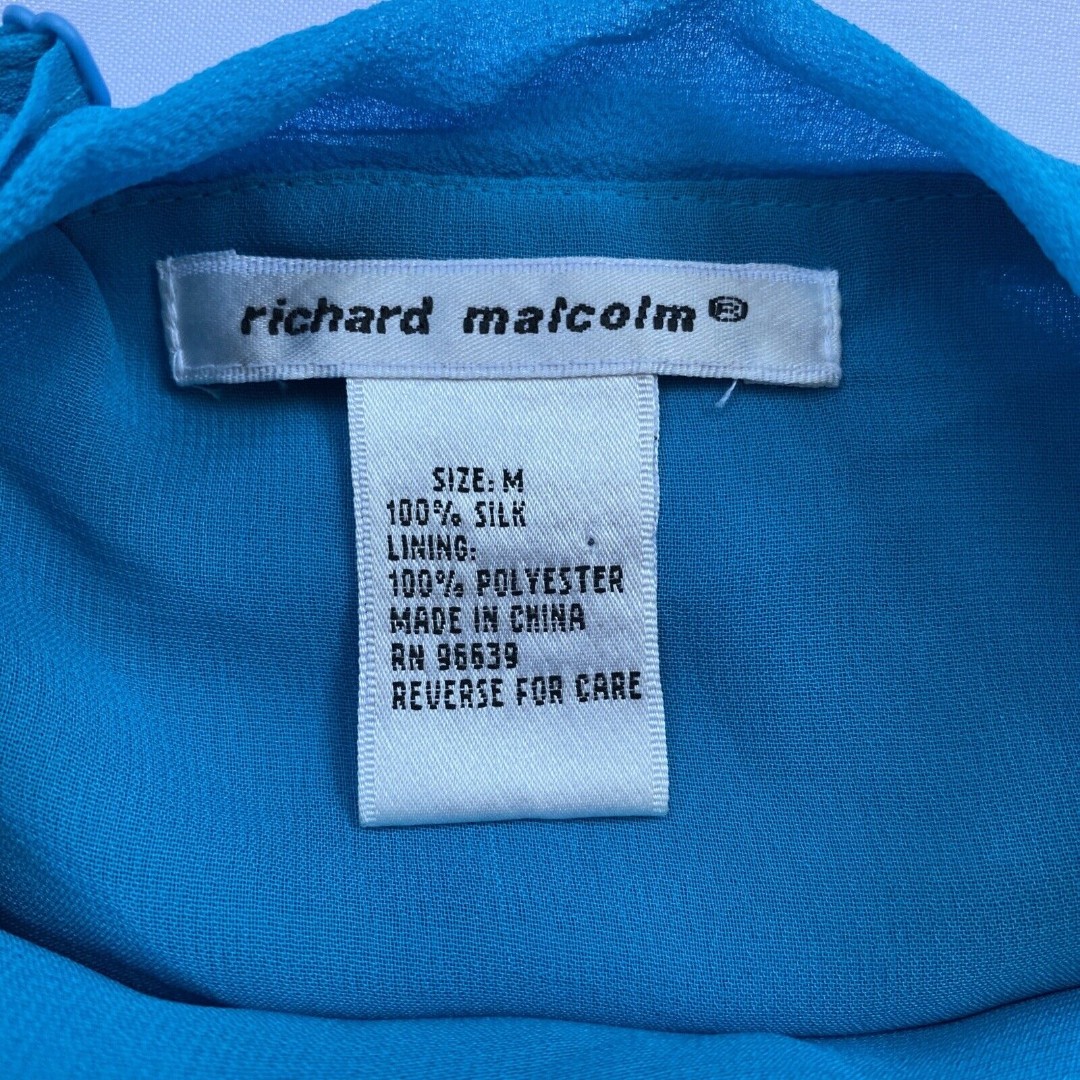 richard malcolm®
SIZE: M
100% SILK
LINING:
100% POLYESTER
MADE IN CHINA
RN 96639
REVERSE FOR CARE